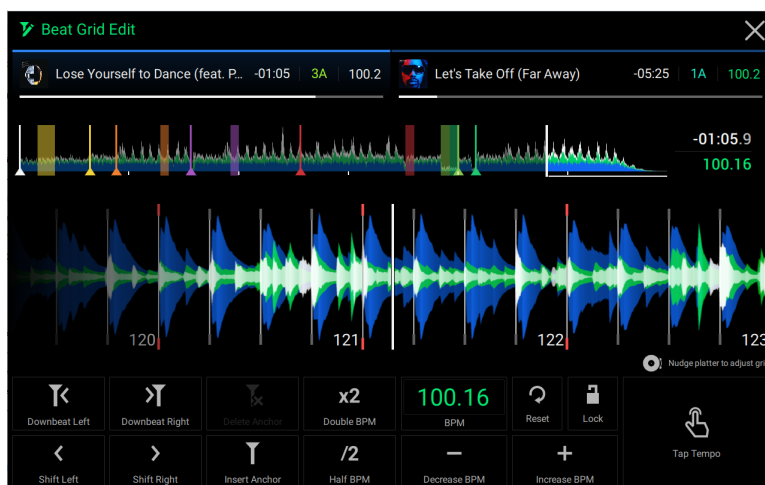 Beat Grid Edit
Lose Yourself to Dance (feat. P... -01:05 3A 100.2
Let's Take Off (Far Away) -05:25 1A 100.2
-01:05.9
100.16
120 121 122 123
Nudge platter to adjust gri
Downbeat Left
Downbeat Right
Delete Anchor
x2
Double BPM
100.16
BPM
Reset
Lock
Tap Tempo
Shift Left
Shift Right
Insert Anchor
/2
Half BPM
Decrease BPM
Increase BPM